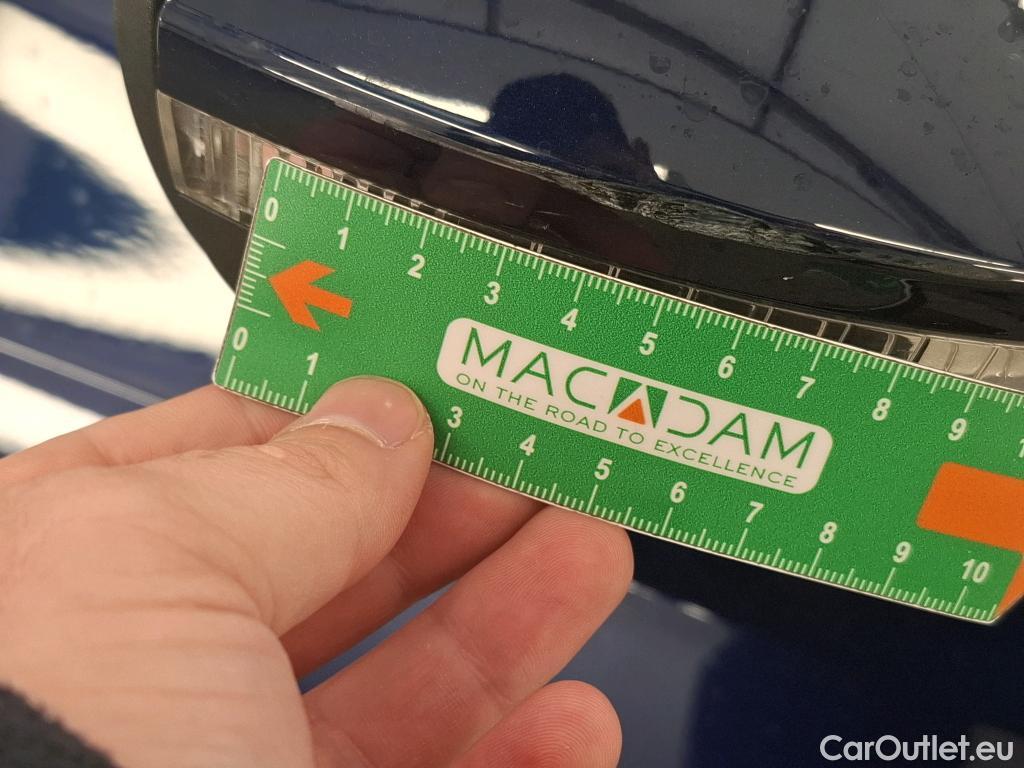 0 1 2 3 4 5 6 7 8 9
MACADAM
ON THE ROAD TO EXCELLENCE
0 1 3 4 5 6 7 8 9 10
CarOutlet.eu